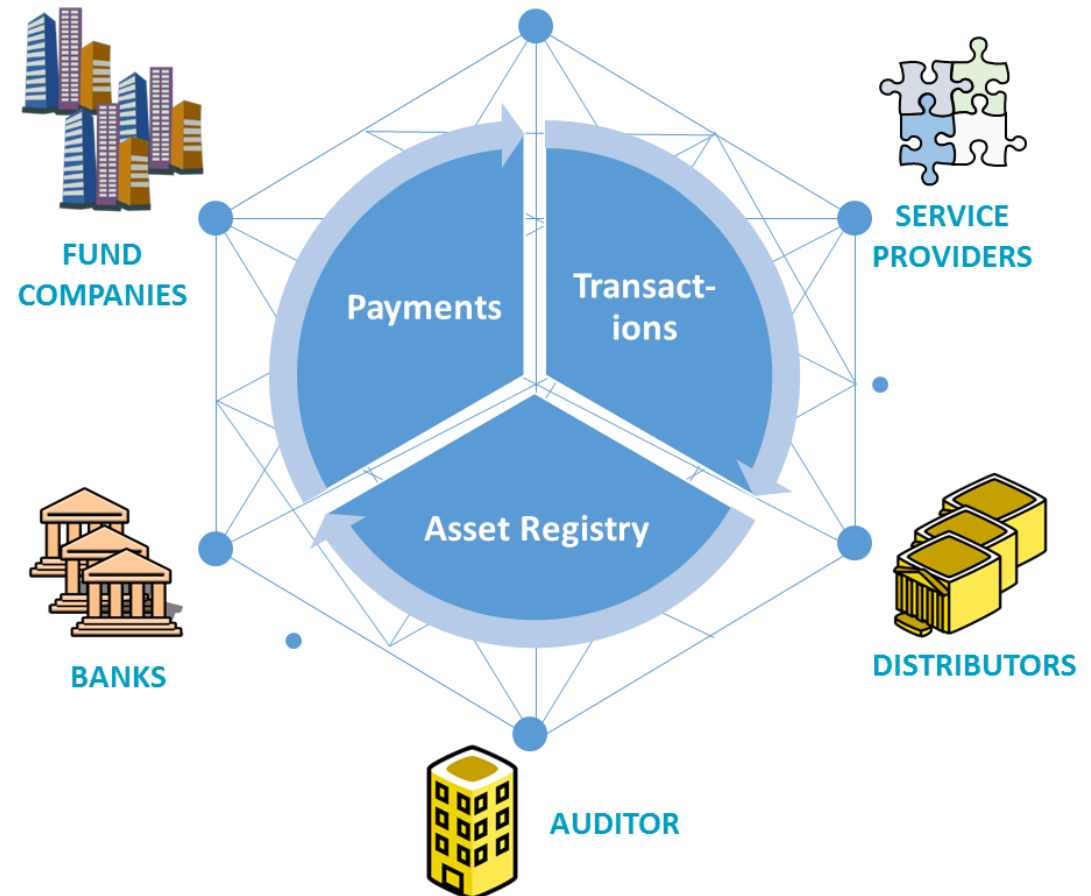 FUND
COMPANIES
SERVICE
PROVIDERS
Payments
Transact-
ions
Asset Registry
BANKS
DISTRIBUTORS
AUDITOR